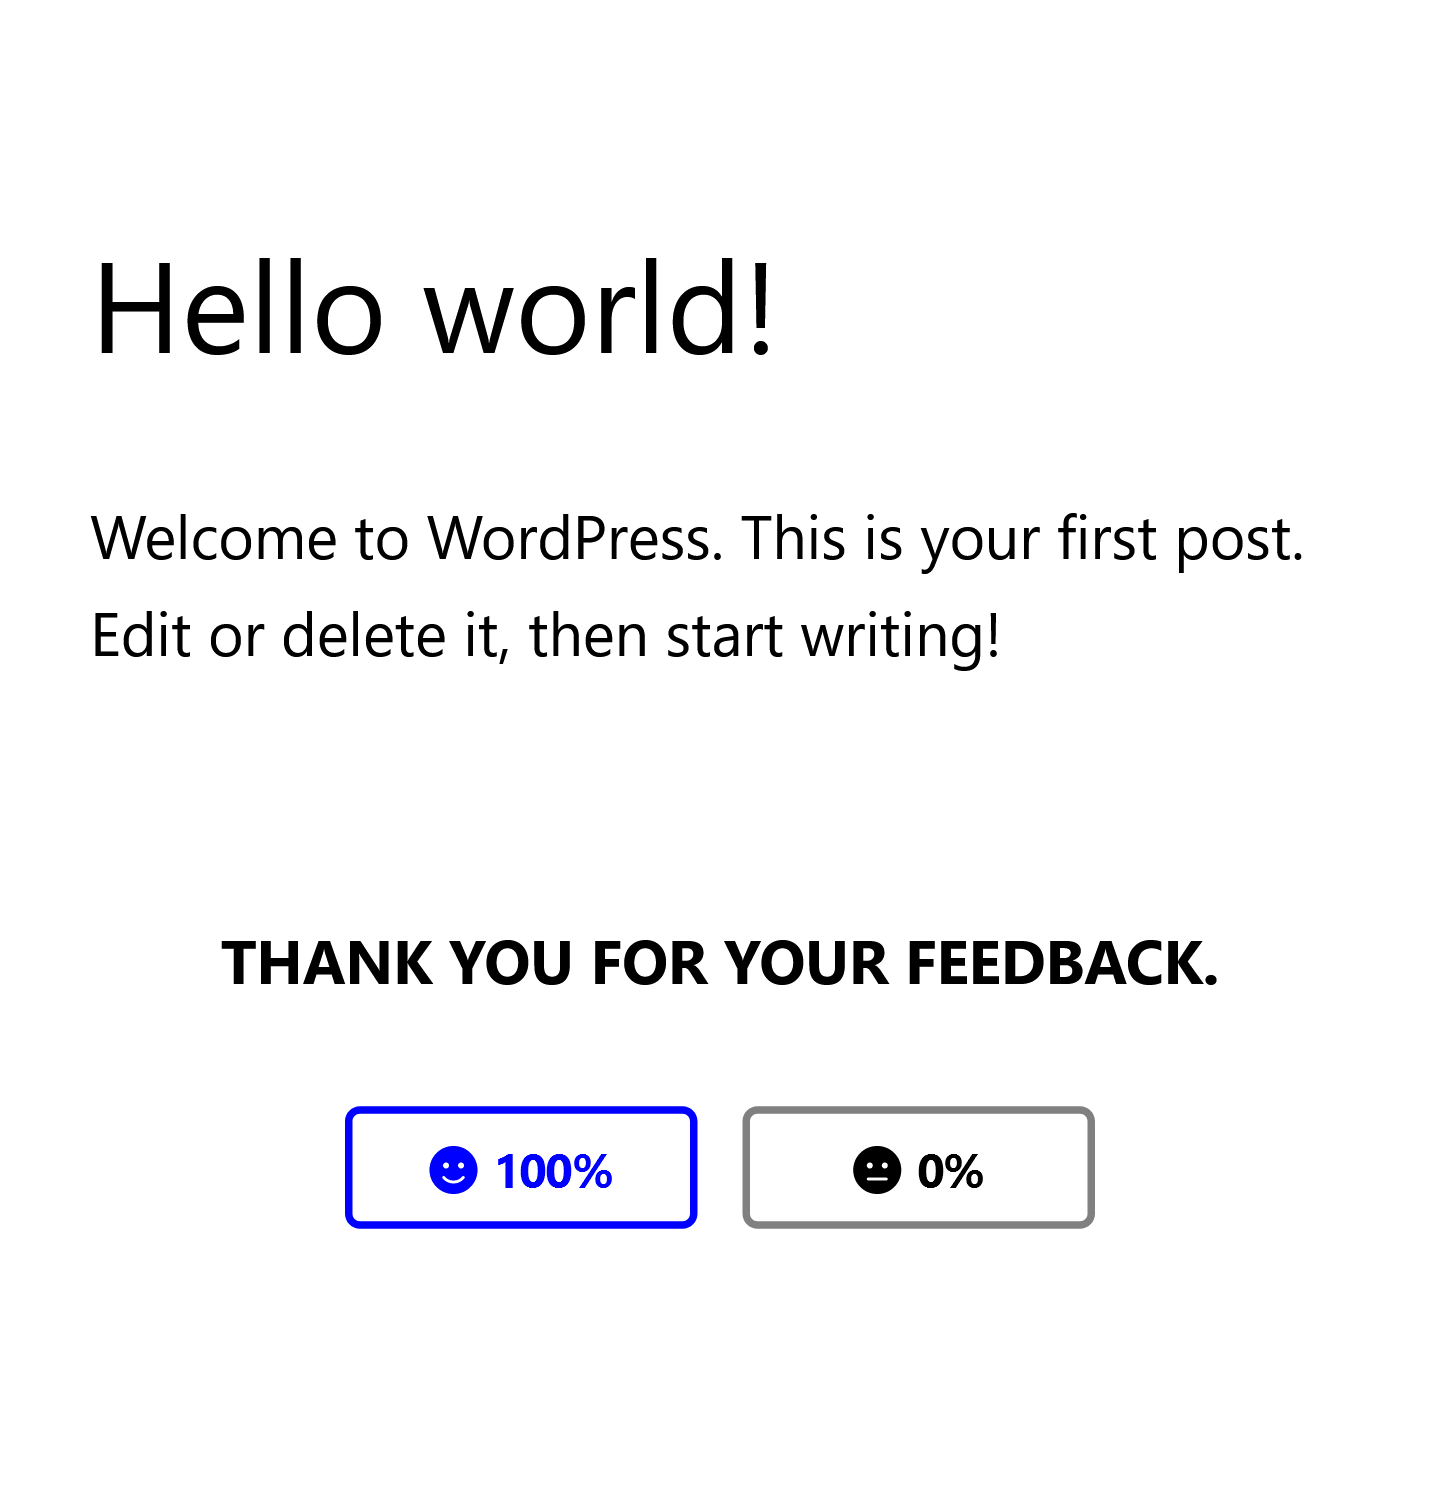 Hello world!
Welcome to WordPress. This is your first post.
Edit or delete it, then start writing!
THANK YOU FOR YOUR FEEDBACK.
100%
0%